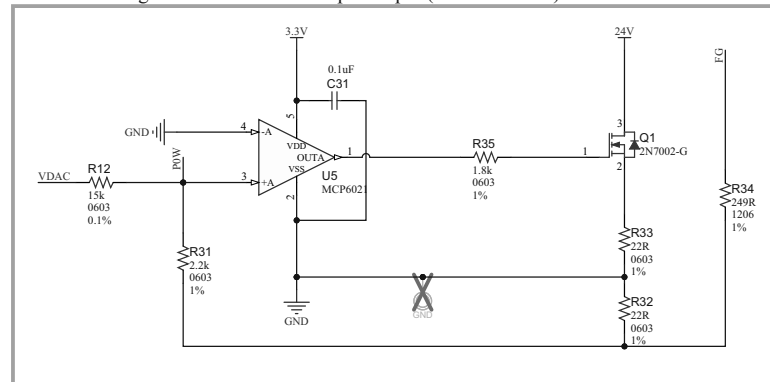 3.3V
24V
FG
0.1uF
C31
5
3
GND
4
-A
VDD
OUTA
1
R35
1
Q1
2N7002-G
P0W
R12
VDAC
3
+A
VSS
U5
MCP6021
1.8k
0603
1%
2
15k
0603
0.1%
2
R34
249R
1206
1%
R31
2.2k
0603
1%
R33
22R
0603
1%
GND
GND
R32
22R
0603
1%